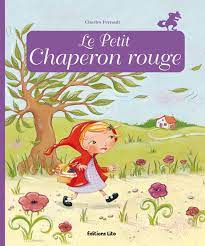 Charles Perrault
Le Petit
Chaperon rouge
Éditions Lito